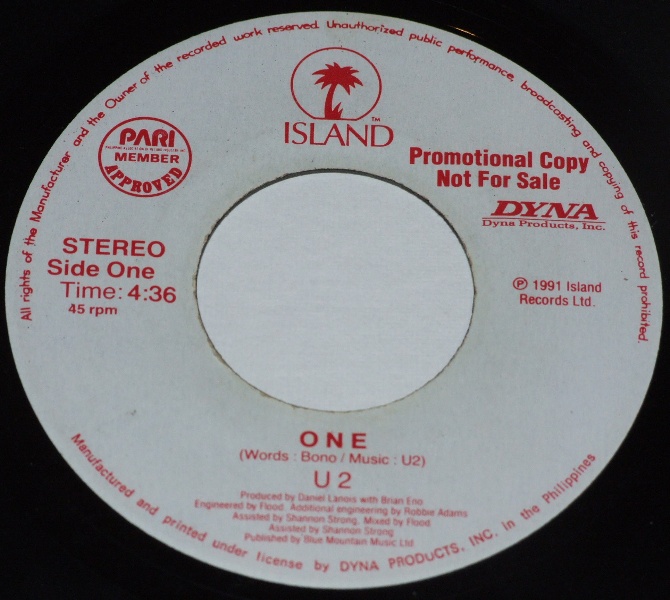 All rights of the Manufacturer and the Owner of the recorded work reserved. Unauthorized public performance, broadcasting and copying of this record prohibited.
ISLAND
TM
PARI
MEMBER
APPROVED
Promotional Copy
Not For Sale
DYNA
Dyna Products, Inc.
STEREO
Side One
Time: 4:36
45 rpm
Ⓟ 1991 Island
Records Ltd.
ONE
(Words : Bono / Music : U2)
U2
Produced by Daniel Lanois with Brian Eno
Engineered by Flood. Additional engineering by Robbie Adams
Assisted by Shannon Strong. Mixed by Flood
Assisted by Shannon Strong
Published by Blue Mountain Music Ltd
Manufactured and printed under license by DYNA PRODUCTS, INC. in the Philippines